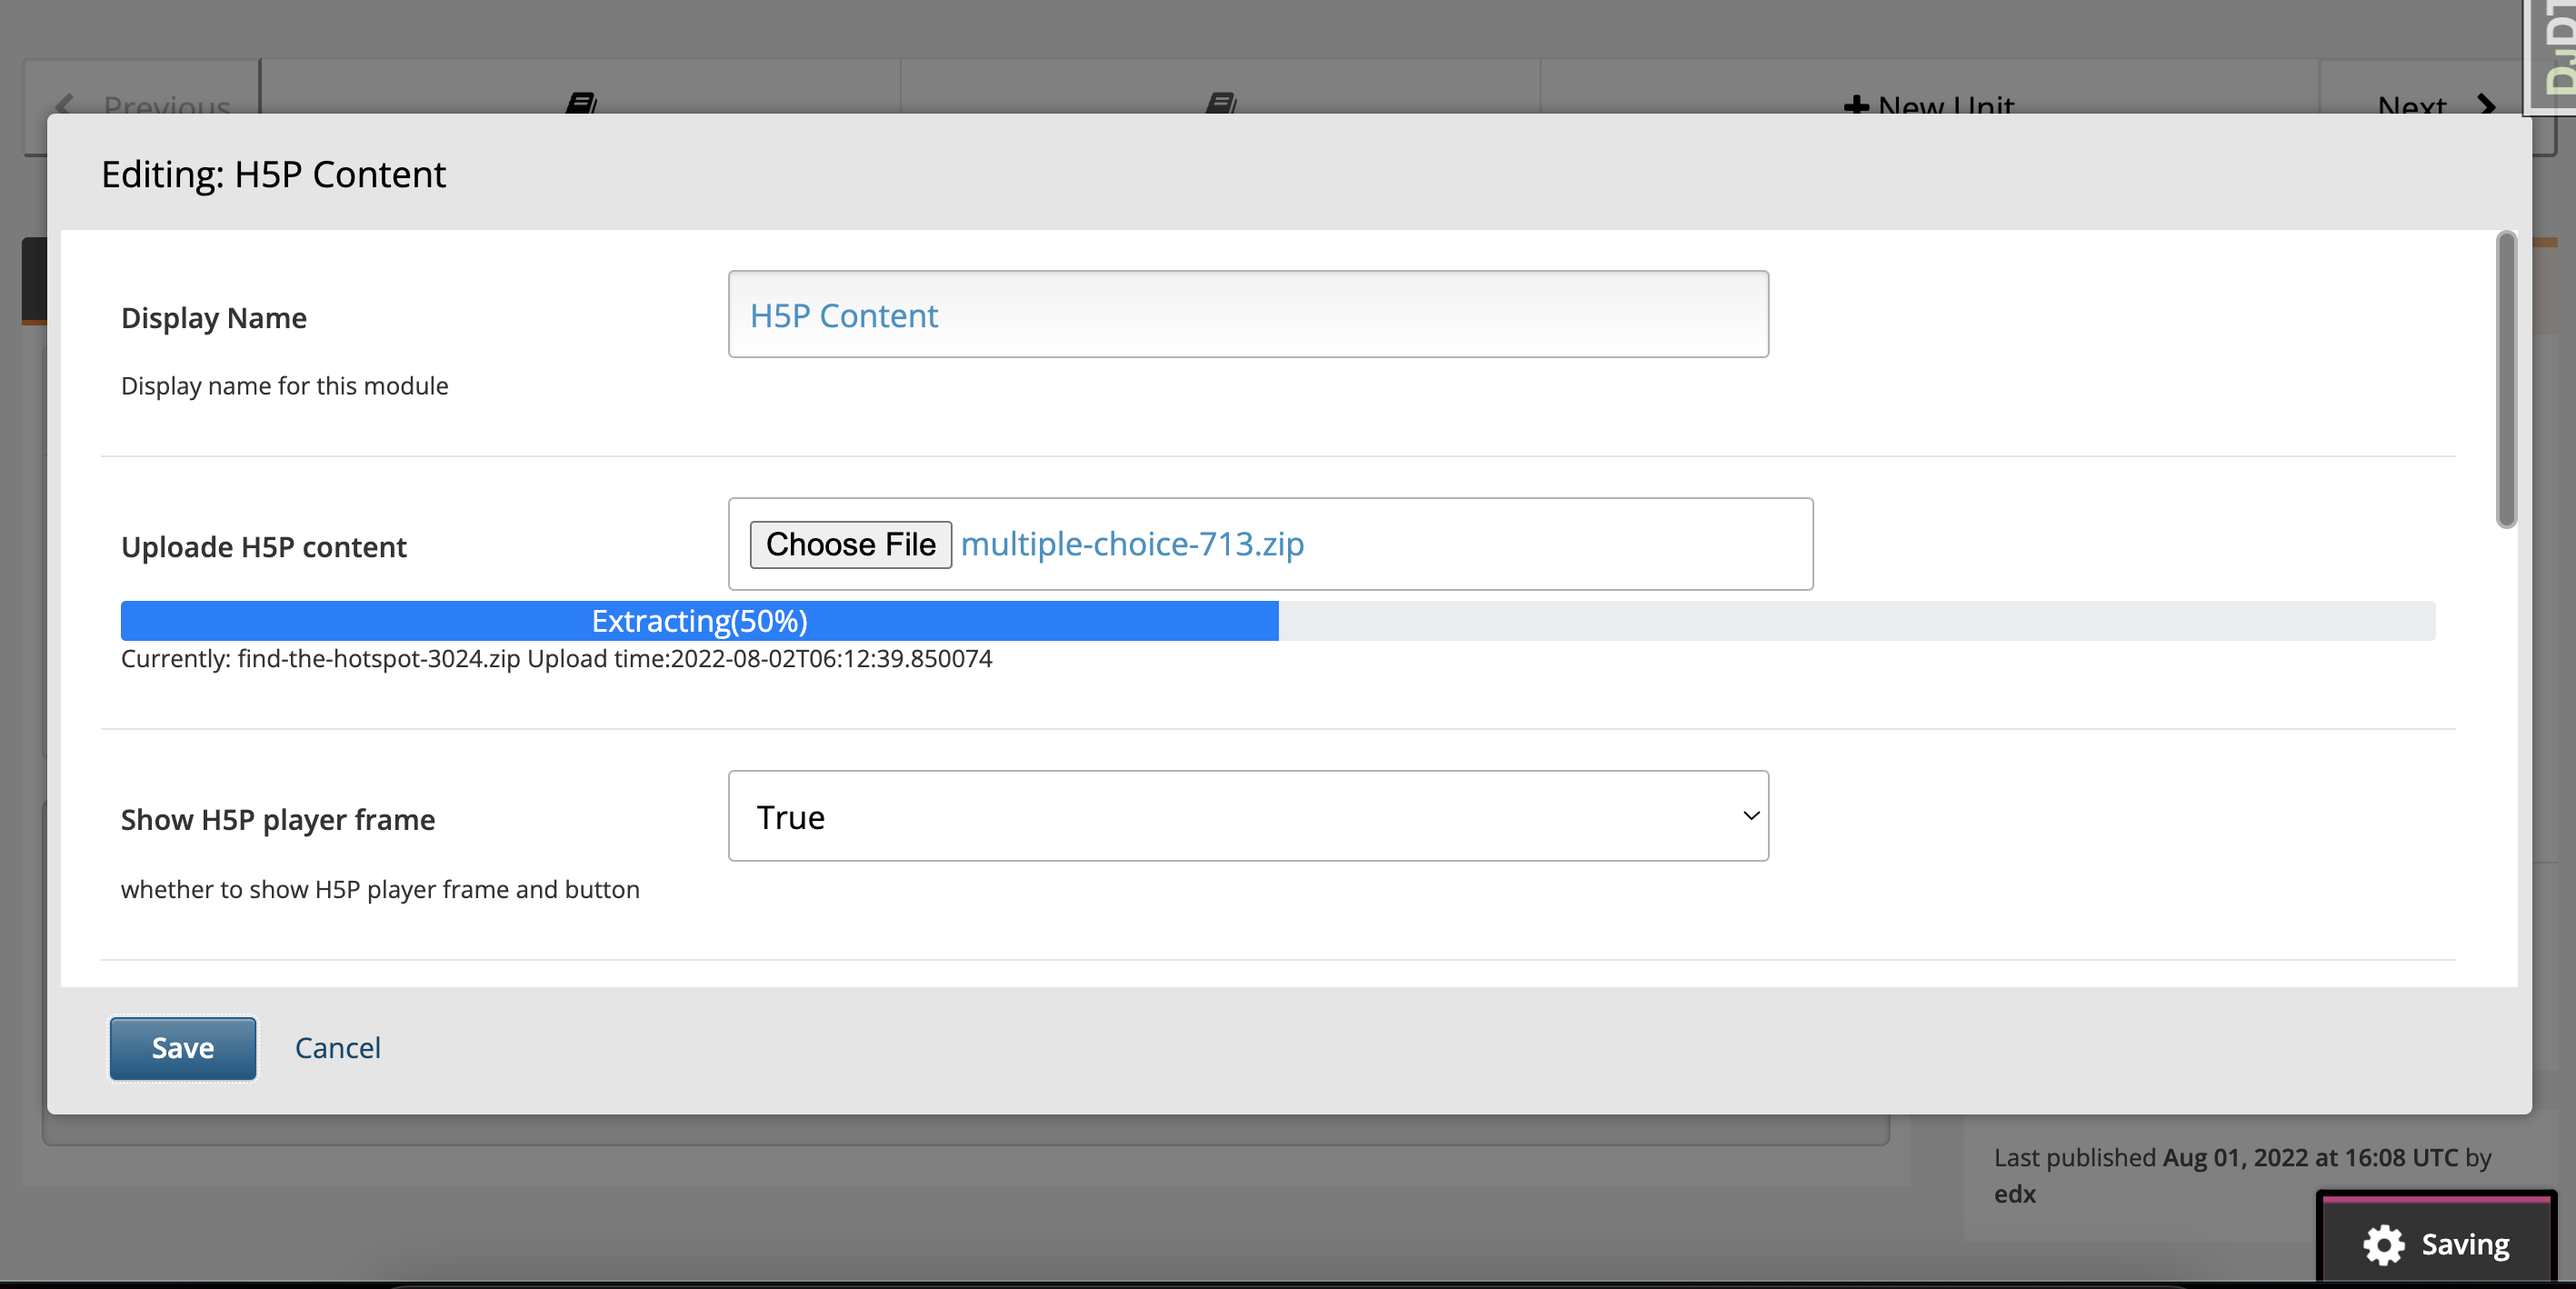 Previous
+ New Unit
Next
DJDT
Editing: H5P Content
Display Name
H5P Content
Display name for this module
Uploade H5P content
Choose File multiple-choice-713.zip
Extracting(50%)
Currently: find-the-hotspot-3024.zip Upload time:2022-08-02T06:12:39.850074
Show H5P player frame
True
whether to show H5P player frame and button
Save
Cancel
Last published Aug 01, 2022 at 16:08 UTC by
edx
Saving